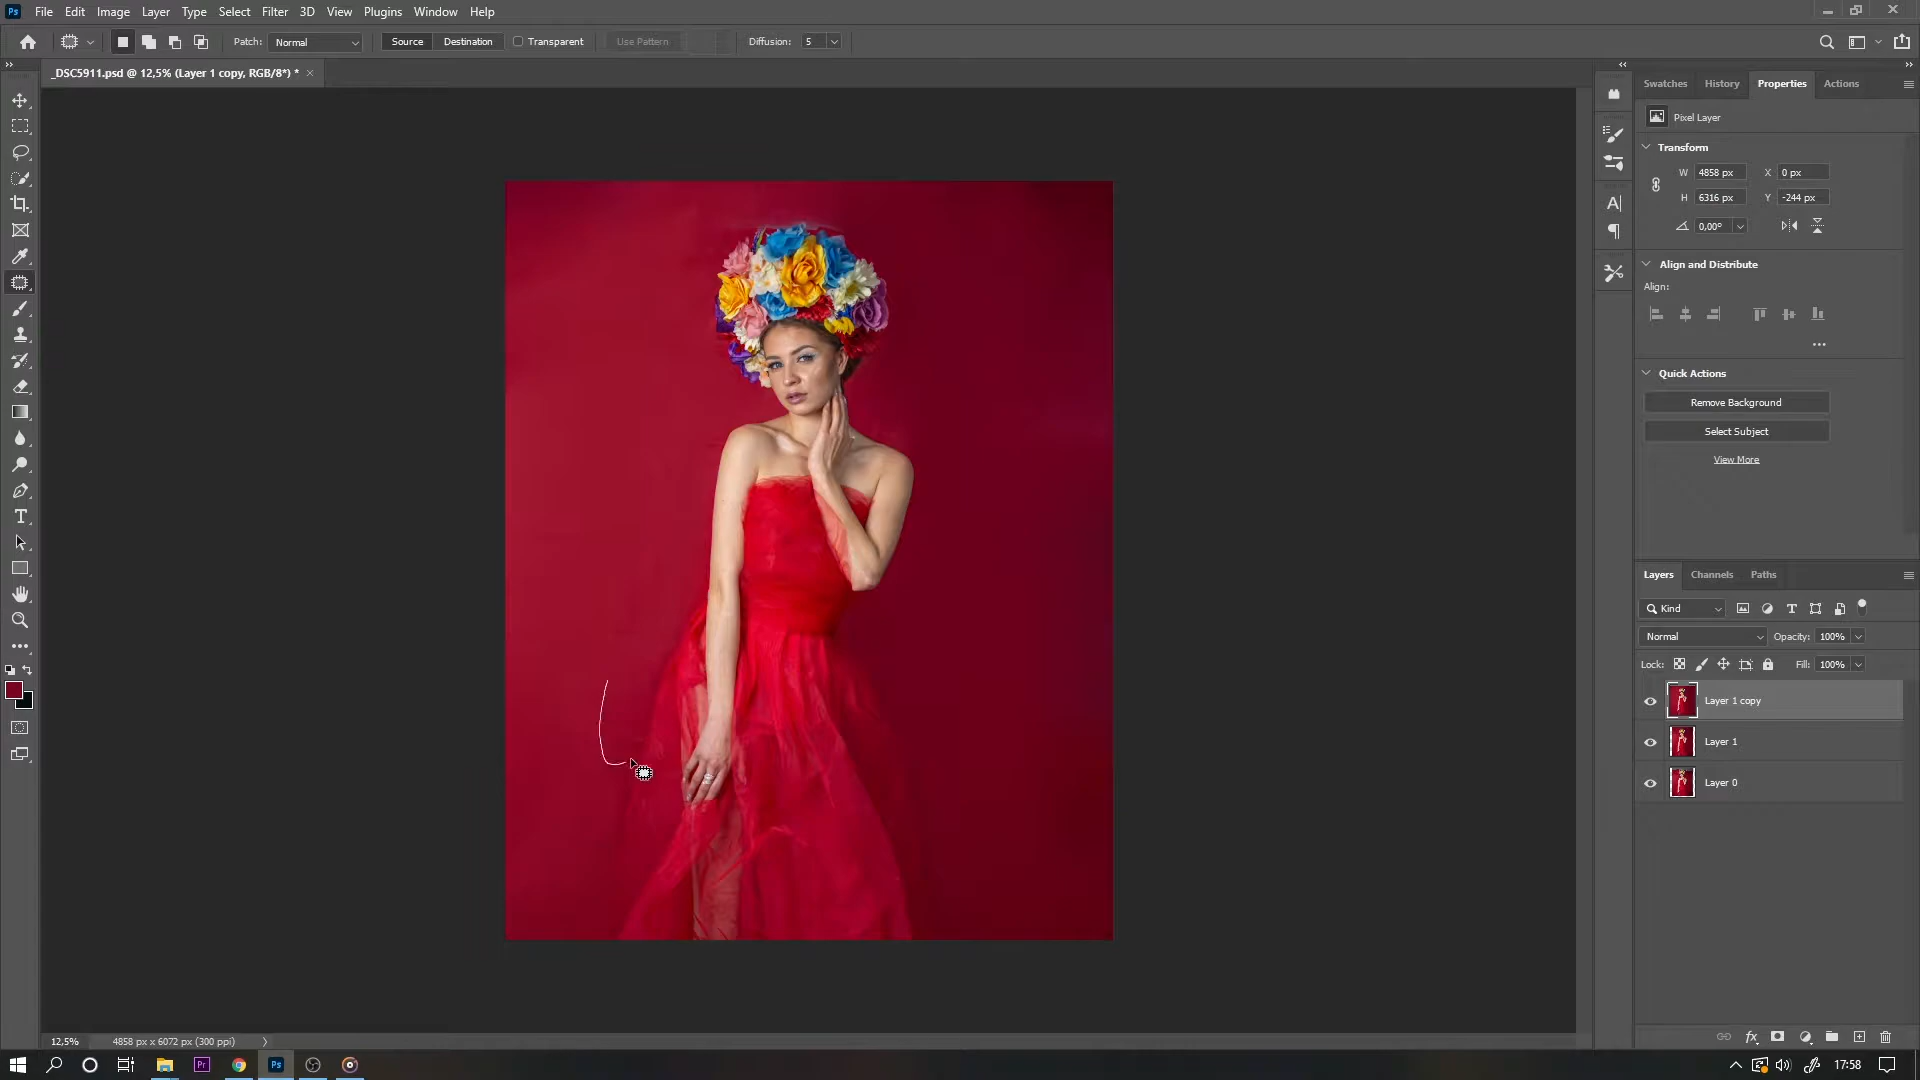 Ps File Edit Image Layer Type Select Filter 3D View Plugins Window Help
Patch: Normal Source Destination Transparent Use Pattern Diffusion: 5
_DSC5911.psd @ 12,5% (Layer 1 copy, RGB/8*) * ×
Swatches History Properties Actions
Pixel Layer
Transform
W 4858 px X 0 px
H 6316 px Y -244 px
0,00°
Align and Distribute
Align:
Quick Actions
Remove Background
Select Subject
View More
Layers Channels Paths
Kind
Normal Opacity: 100%
Lock: Fill: 100%
Layer 1 copy
Layer 1
Layer 0
12,5% 4858 px x 6072 px (300 ppi)
Pr Ps 17:58